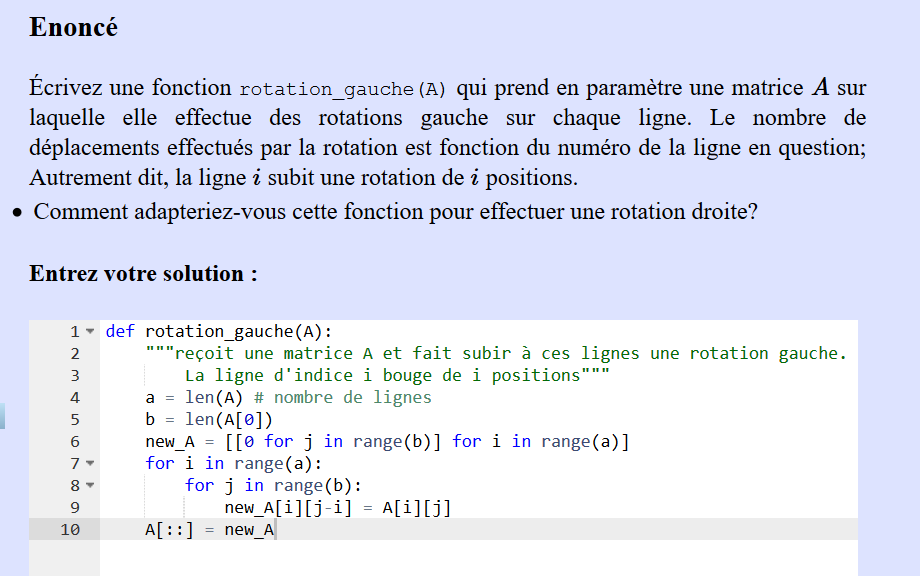 Enoncé
Écrivez une fonction rotation_gauche(A) qui prend en paramètre une matrice A sur
laquelle elle effectue des rotations gauche sur chaque ligne. Le nombre de
déplacements effectués par la rotation est fonction du numéro de la ligne en question;
Autrement dit, la ligne i subit une rotation de i positions.
• Comment adapteriez-vous cette fonction pour effectuer une rotation droite?
Entrez votre solution :
1 def rotation_gauche(A):
2     """reçoit une matrice A et fait subir à ces lignes une rotation gauche.
3         La ligne d'indice i bouge de i positions"""
4     a = len(A) # nombre de lignes
5     b = len(A[0])
6     new_A = [[0 for j in range(b)] for i in range(a)]
7     for i in range(a):
8         for j in range(b):
9             new_A[i][j-i] = A[i][j]
10     A[::] = new_A